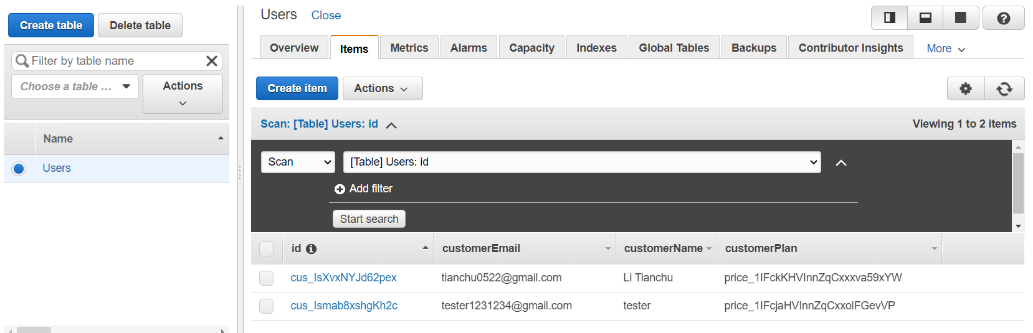 Create table Delete table
Filter by table name
Choose a table ... Actions
Name
Users
Users Close
Overview Items Metrics Alarms Capacity Indexes Global Tables Backups Contributor Insights More
Create item Actions
Scan: [Table] Users: id Viewing 1 to 2 items
Scan [Table] Users: Id
Add filter
Start search
id customerEmail customerName customerPlan
cus_IsXvxNYJd62pex tianchu0522@gmail.com Li Tianchu price_1IFckKHVInnZqCxxxva59xYW
cus_Ismab8xshgKh2c tester1231234@gmail.com tester price_1IFcjaHVInnZqCxxoIFGevVP